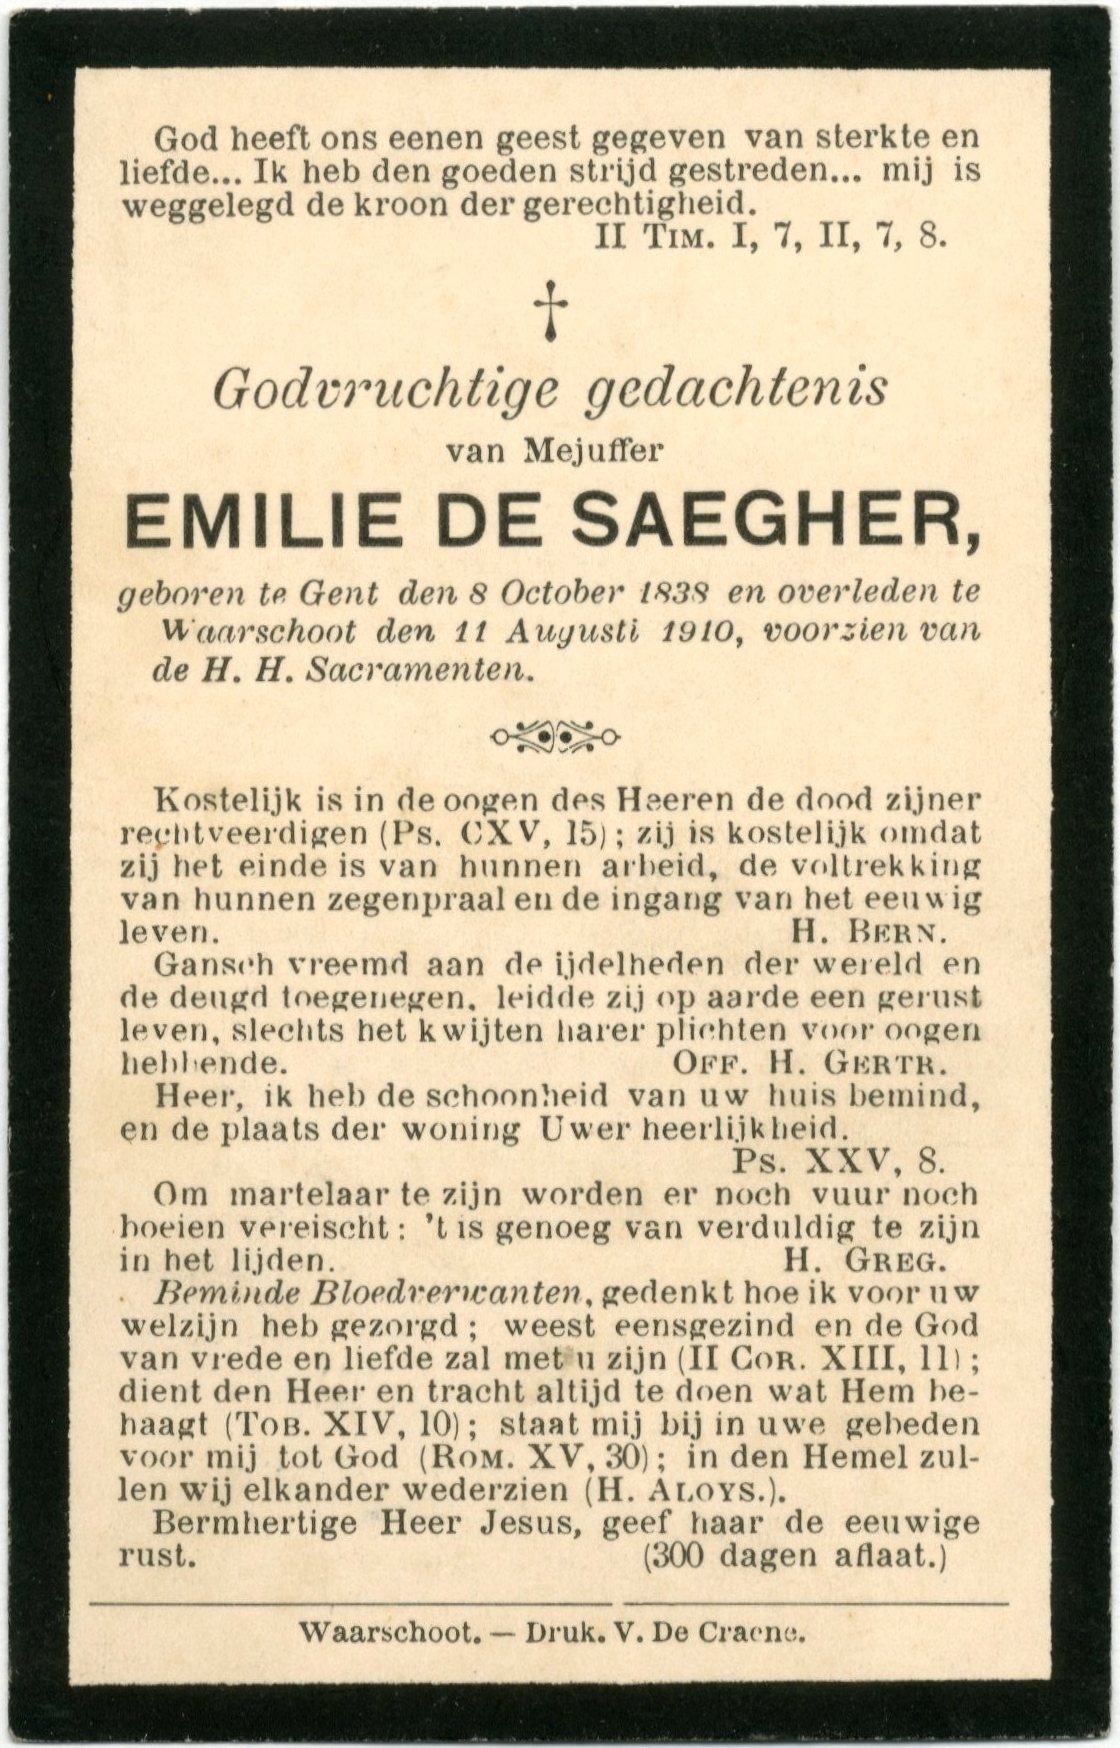 God heeft ons eenen geest gegeven van sterkte en
liefde... Ik heb den goeden strijd gestreden... mij is
weggelegd de kroon der gerechtigheid.
II Tim. I, 7, II, 7, 8.
†
Godvruchtige gedachtenis
van Mejuffer
EMILIE DE SAEGHER,
geboren te Gent den 8 October 1838 en overleden te
Waarschoot den 11 Augusti 1910, voorzien van
de H. H. Sacramenten.
Kostelijk is in de oogen des Heeren de dood zijner
rechtveerdigen (Ps. CXV, 15); zij is kostelijk omdat
zij het einde is van hunnen arbeid, de voltrekking
van hunnen zegenpraal en de ingang van het eeuwig
leven. H. Bern.
Gansch vreemd aan de ijdelheden der wereld en
de deugd toegenegen, leidde zij op aarde een gerust
leven, slechts het kwijten harer plichten voor oogen
hebbende. Off. H. Gertr.
Heer, ik heb de schoonheid van uw huis bemind,
en de plaats der woning Uwer heerlijkheid.
Ps. XXV, 8.
Om martelaar te zijn worden er noch vuur noch
boeien vereischt: 't is genoeg van verduldig te zijn
in het lijden. H. Greg.
Beminde Bloedverwanten, gedenkt hoe ik voor uw
welzijn heb gezorgd; weest eensgezind en de God
van vrede en liefde zal met u zijn (II Cor. XIII, 11);
dient den Heer en tracht altijd te doen wat Hem be-
haagt (Tob. XIV, 10); staat mij bij in uwe gebeden
voor mij tot God (Rom. XV, 30); in den Hemel zul-
len wij elkander wederzien (H. Aloys.).
Bermhertige Heer Jesus, geef haar de eeuwige
rust. (300 dagen aflaat.)
Waarschoot. — Druk. V. De Craene.